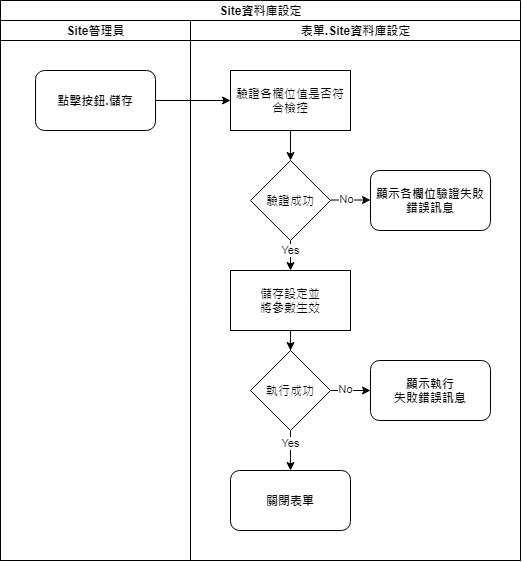 Site資料庫設定
Site管理員
表單.Site資料庫設定
點擊按鈕.儲存
驗證各欄位值是否符
合檢控
驗證成功
No
顯示各欄位驗證失敗
錯誤訊息
Yes
儲存設定並
將參數生效
執行成功
No
顯示執行
失敗錯誤訊息
Yes
關閉表單